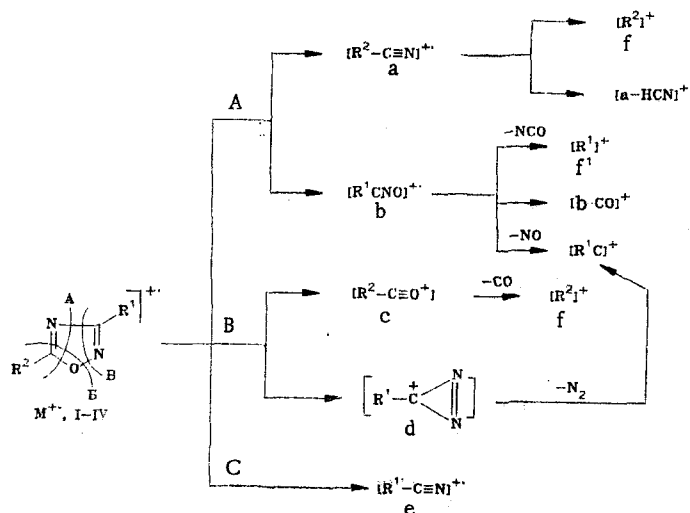 [R²]⁺
f
[R²−C≡N]⁺·
a
[a−HCN]⁺
A
−NCO
[R¹]⁺
f¹
[R¹CNO]⁺·
b
[b·CO]⁺
−NO
[R¹C]⁺
[R²−C≡O⁺]
c
−CO
[R²]⁺
f
B
A
R¹
]⁺·
N
N
R²
O
B
Б
M⁺·, I−IV
[R¹−C⁺ N N]
d
−N₂
C
[R¹−C≡N]⁺·
e